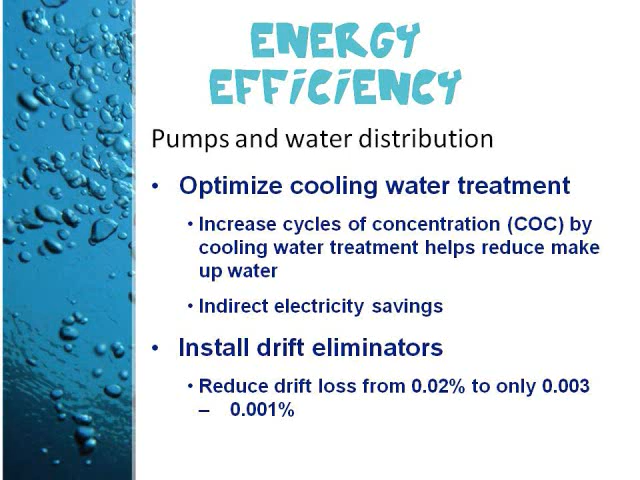 ENERGY
EFFICIENCY
Pumps and water distribution
• Optimize cooling water treatment
• Increase cycles of concentration (COC) by
cooling water treatment helps reduce make
up water
• Indirect electricity savings
• Install drift eliminators
• Reduce drift loss from 0.02% to only 0.003
– 0.001%